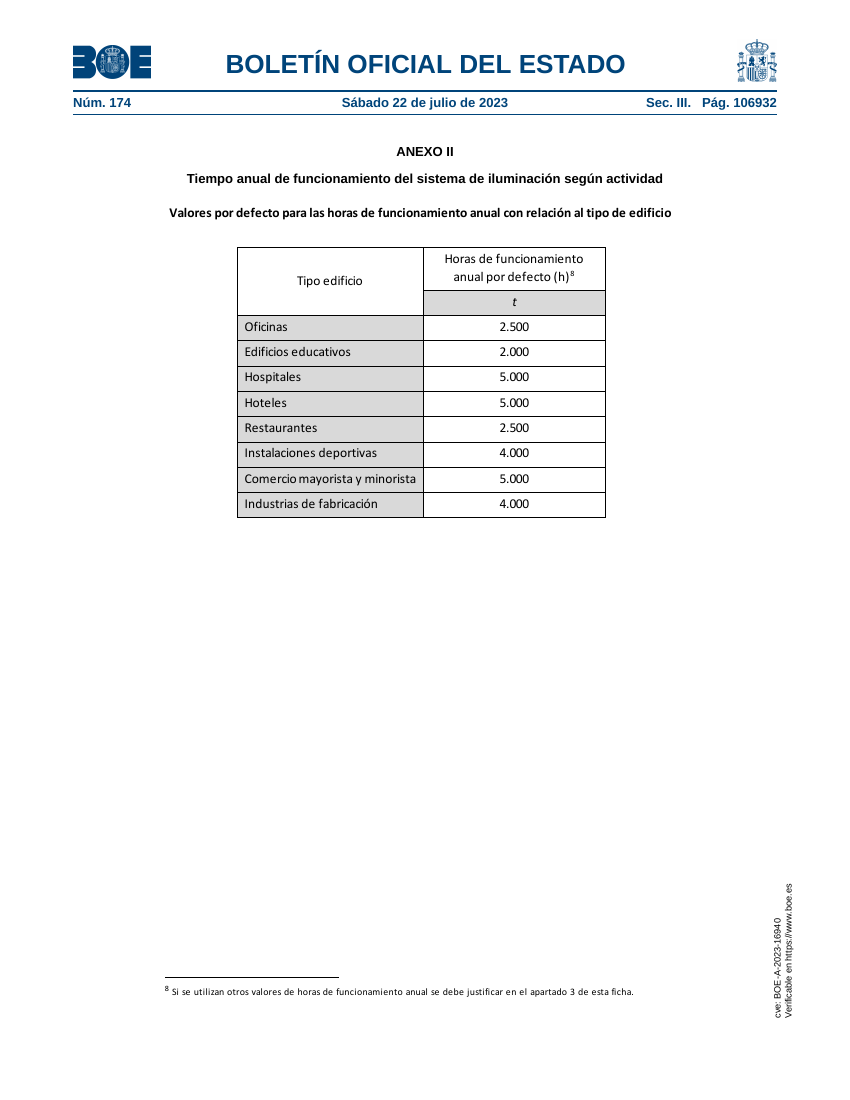 BOE
BOLETÍN OFICIAL DEL ESTADO
Núm. 174 Sábado 22 de julio de 2023 Sec. III. Pág. 106932
ANEXO II
Tiempo anual de funcionamiento del sistema de iluminación según actividad
Valores por defecto para las horas de funcionamiento anual con relación al tipo de edificio
Tipo edificio
Horas de funcionamiento
anual por defecto (h)⁸
t
Oficinas 2.500
Edificios educativos 2.000
Hospitales 5.000
Hoteles 5.000
Restaurantes 2.500
Instalaciones deportivas 4.000
Comercio mayorista y minorista 5.000
Industrias de fabricación 4.000
⁸ Si se utilizan otros valores de horas de funcionamiento anual se debe justificar en el apartado 3 de esta ficha.
cve: BOE-A-2023-16940
Verificable en https://www.boe.es